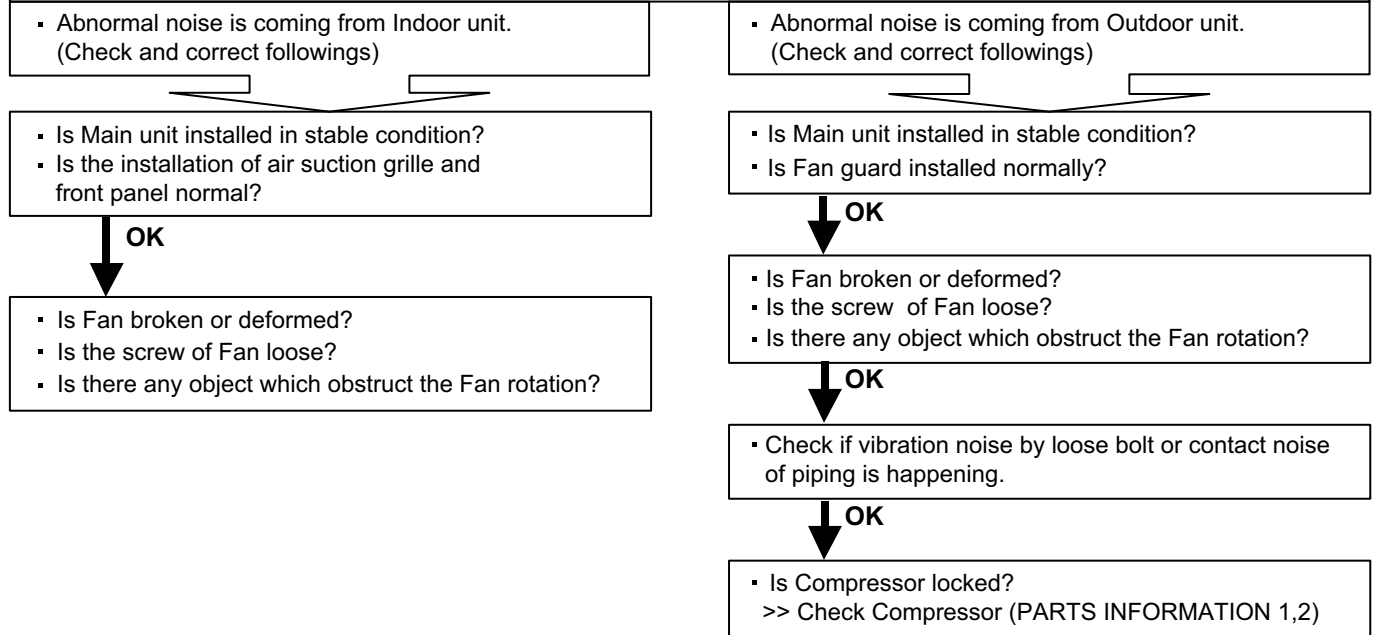 ▪ Abnormal noise is coming from Indoor unit.
(Check and correct followings)
▪ Is Main unit installed in stable condition?
▪ Is the installation of air suction grille and
front panel normal?
OK
▪ Is Fan broken or deformed?
▪ Is the screw of Fan loose?
▪ Is there any object which obstruct the Fan rotation?
▪ Abnormal noise is coming from Outdoor unit.
(Check and correct followings)
▪ Is Main unit installed in stable condition?
▪ Is Fan guard installed normally?
OK
▪ Is Fan broken or deformed?
▪ Is the screw of Fan loose?
▪ Is there any object which obstruct the Fan rotation?
OK
▪ Check if vibration noise by loose bolt or contact noise
of piping is happening.
OK
▪ Is Compressor locked?
>> Check Compressor (PARTS INFORMATION 1,2)